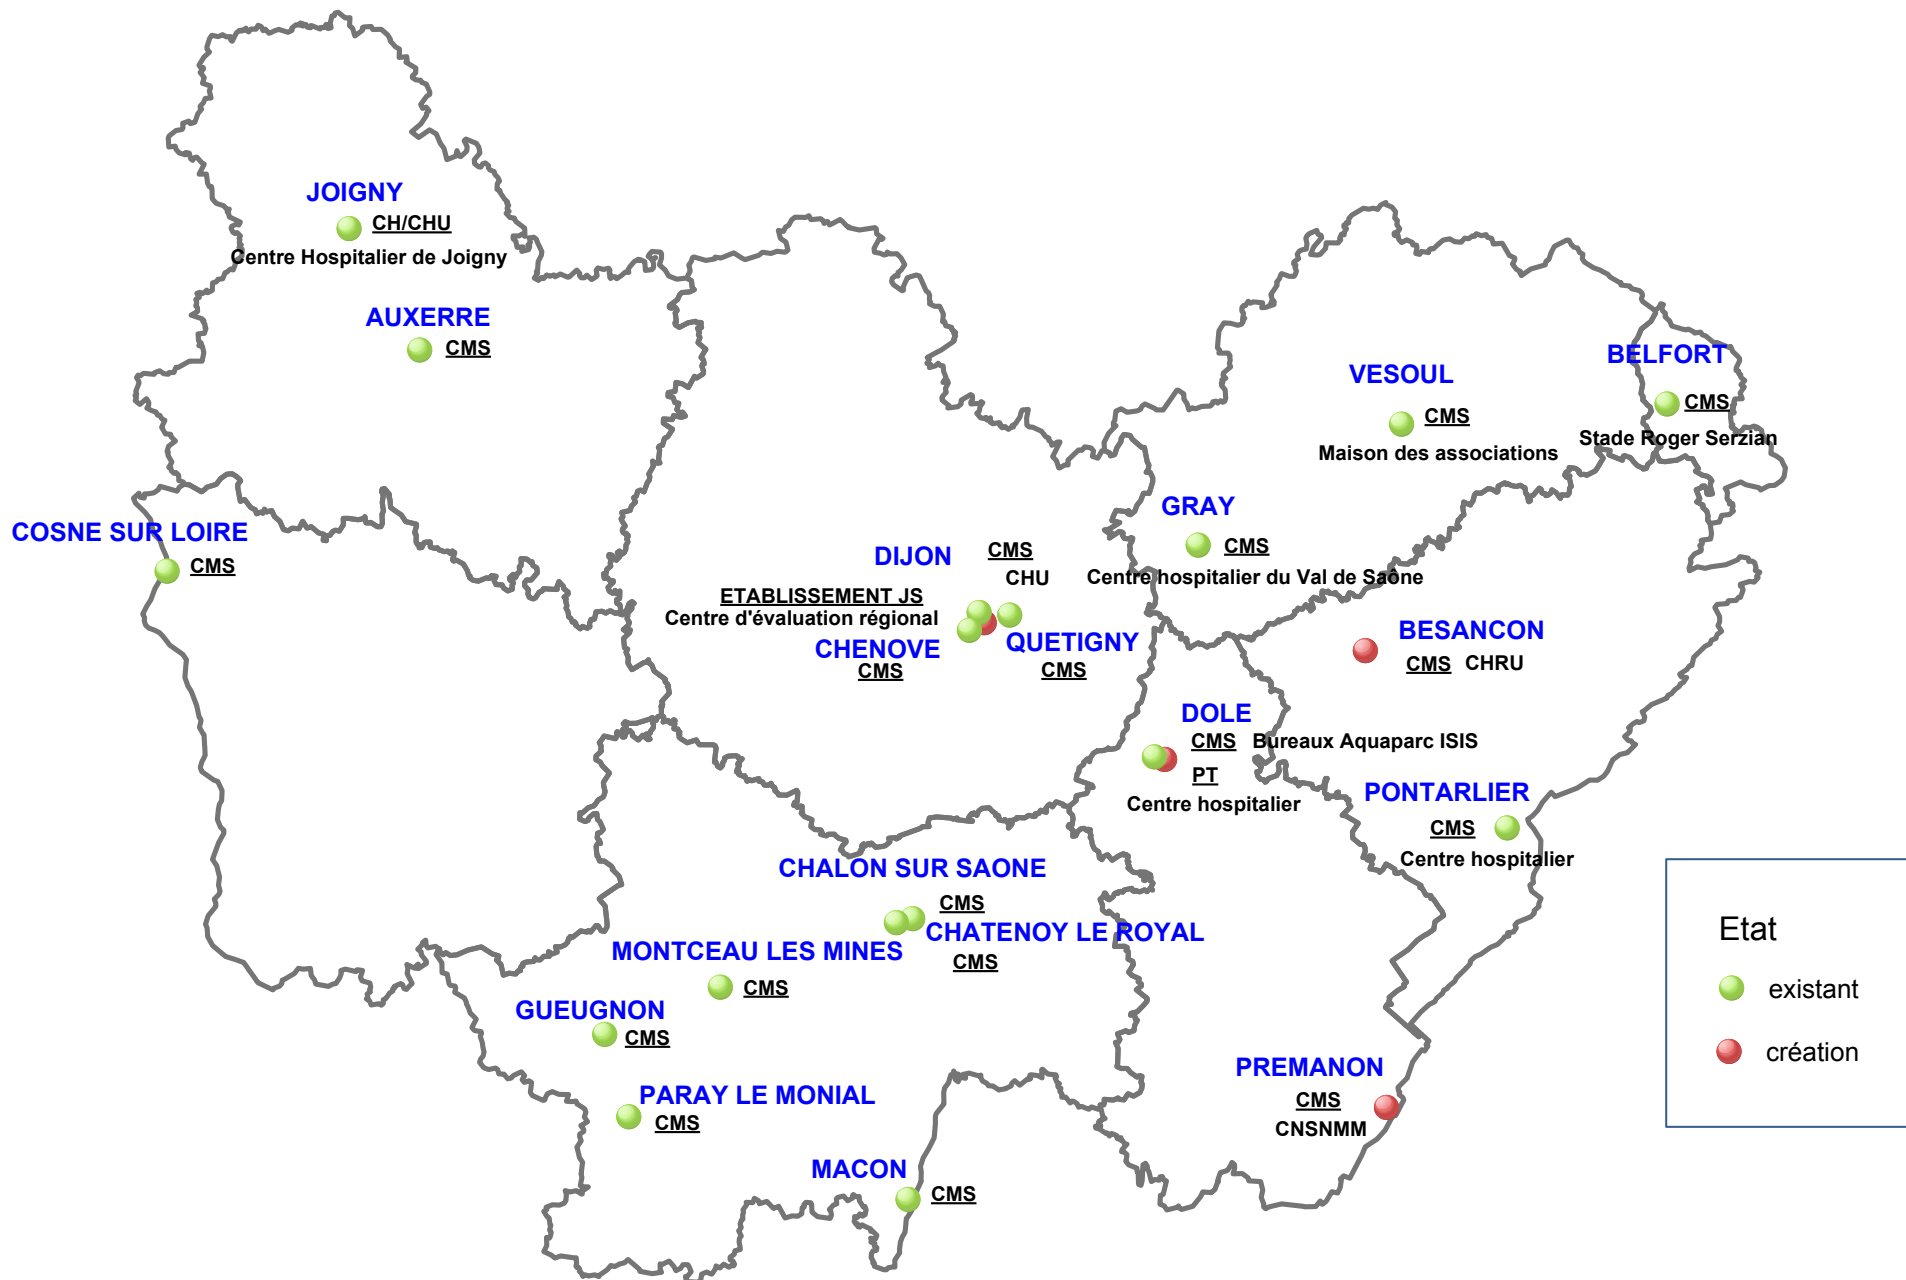 JOIGNY
CH/CHU
Centre Hospitalier de Joigny
AUXERRE
CMS
COSNE SUR LOIRE
CMS
DIJON
CMS
CHU
ETABLISSEMENT JS
Centre d'évaluation régional
CHENOVE
CMS
QUETIGNY
CMS
VESOUL
CMS
Maison des associations
BELFORT
CMS
Stade Roger Serzian
GRAY
CMS
Centre hospitalier du Val de Saône
BESANCON
CMS CHRU
DOLE
CMS Bureaux Aquaparc ISIS
PT
Centre hospitalier
PONTARLIER
CMS
Centre hospitalier
CHALON SUR SAONE
CMS
CHATENOY LE ROYAL
CMS
MONTCEAU LES MINES
CMS
GUEUGNON
CMS
PARAY LE MONIAL
CMS
MACON
CMS
PREMANON
CMS
CNSNMM
Etat
existant
création